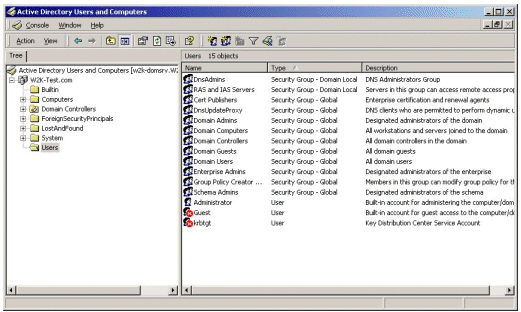 Active Directory Users and Computers
Console Window Help
Action View
Tree
Users 15 objects
Active Directory Users and Computers [w2k-domsrv.W2
W2K-Test.com
Builtin
Computers
Domain Controllers
ForeignSecurityPrincipals
LostAndFound
System
Users
Name Type Description
DnsAdmins Security Group - Domain Local DNS Administrators Group
RAS and IAS Servers Security Group - Domain Local Servers in this group can access remote access prop
Cert Publishers Security Group - Global Enterprise certification and renewal agents
DnsUpdateProxy Security Group - Global DNS clients who are permitted to perform dynamic u
Domain Admins Security Group - Global Designated administrators of the domain
Domain Computers Security Group - Global All workstations and servers joined to the domain
Domain Controllers Security Group - Global All domain controllers in the domain
Domain Guests Security Group - Global All domain guests
Domain Users Security Group - Global All domain users
Enterprise Admins Security Group - Global Designated administrators of the enterprise
Group Policy Creator ... Security Group - Global Members in this group can modify group policy for th
Schema Admins Security Group - Global Designated administrators of the schema
Administrator User Built-in account for administering the computer/dom
Guest User Built-in account for guest access to the computer/do
krbtgt User Key Distribution Center Service Account